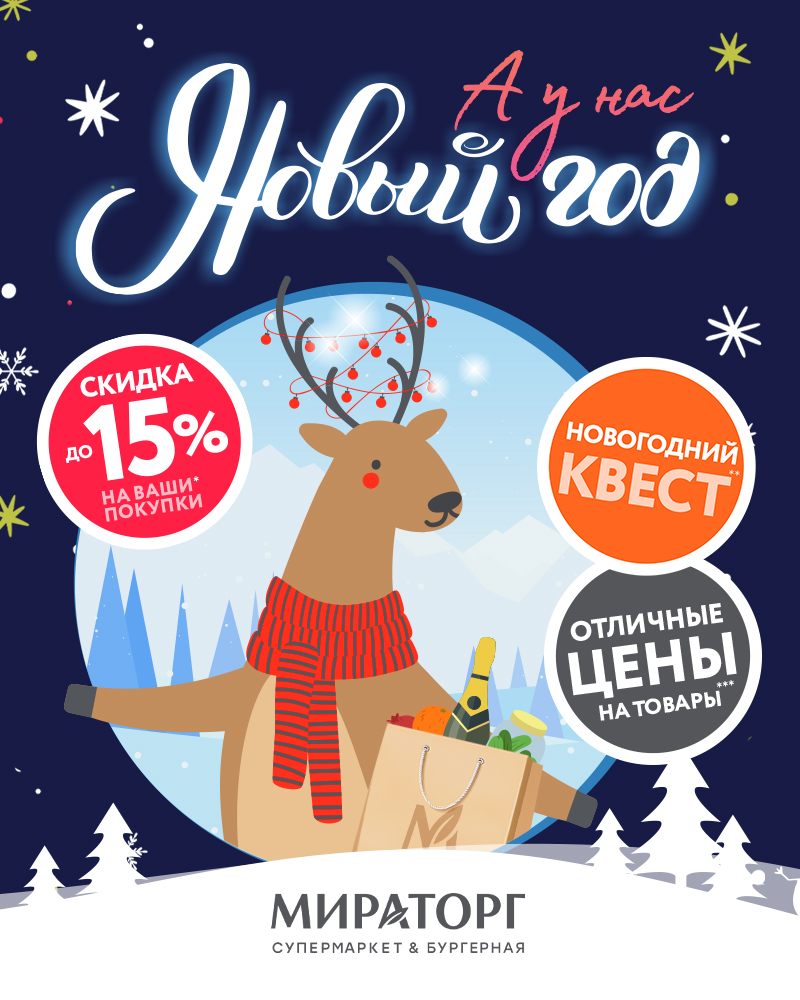 А у нас
Новый год
СКИДКА
до 15%
НА ВАШИ*
ПОКУПКИ
НОВОГОДНИЙ
КВЕСТ**
ОТЛИЧНЫЕ
ЦЕНЫ
НА ТОВАРЫ***
МИРАТОРГ
СУПЕРМАРКЕТ & БУРГЕРНАЯ